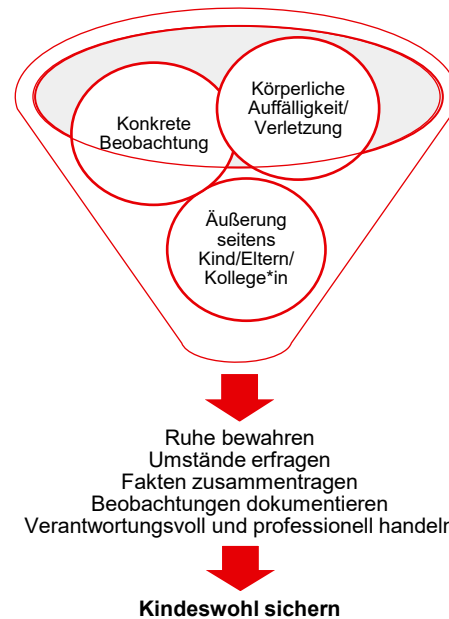 Konkrete
Beobachtung
Körperliche
Auffälligkeit/
Verletzung
Äußerung
seitens
Kind/Eltern/
Kollege*in
Ruhe bewahren
Umstände erfragen
Fakten zusammentragen
Beobachtungen dokumentieren
Verantwortungsvoll und professionell handeln
Kindeswohl sichern